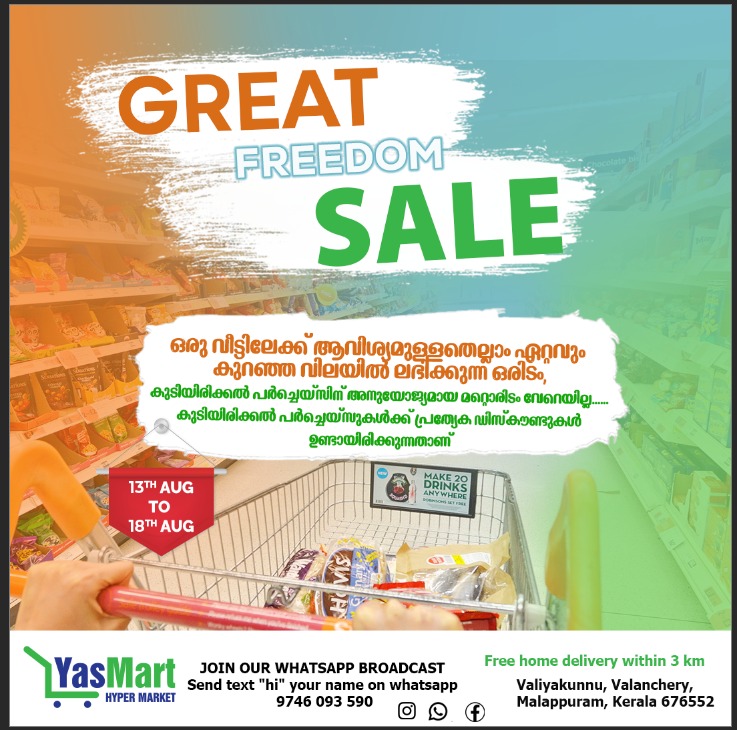 GREAT
FREEDOM
SALE
ഒരു വീട്ടിലേക്ക് ആവിശ്യമുള്ളതെല്ലാം ഏറ്റവും
കുറഞ്ഞ വിലയിൽ ലഭിക്കുന്ന ഒരിടം,
കുടിയിരിക്കൽ പർച്ചെയ്സിന് അനുയോജ്യമായ മറ്റൊരിടം വേറെയില്ല......
കുടിയിരിക്കൽ പർച്ചെയ്സുകൾക്ക് പ്രത്യേക ഡിസ്കൗണ്ടുകൾ
ഉണ്ടായിരിക്കുന്നതാണ്
13TH AUG
TO
18TH AUG
MAKE 20
DRINKS
ANYWHERE
HOVIS
YasMart
HYPER MARKET
JOIN OUR WHATSAPP BROADCAST
Send text "hi" your name on whatsapp
9746 093 590
Free home delivery within 3 km
Valiyakunnu, Valanchery,
Malappuram, Kerala 676552